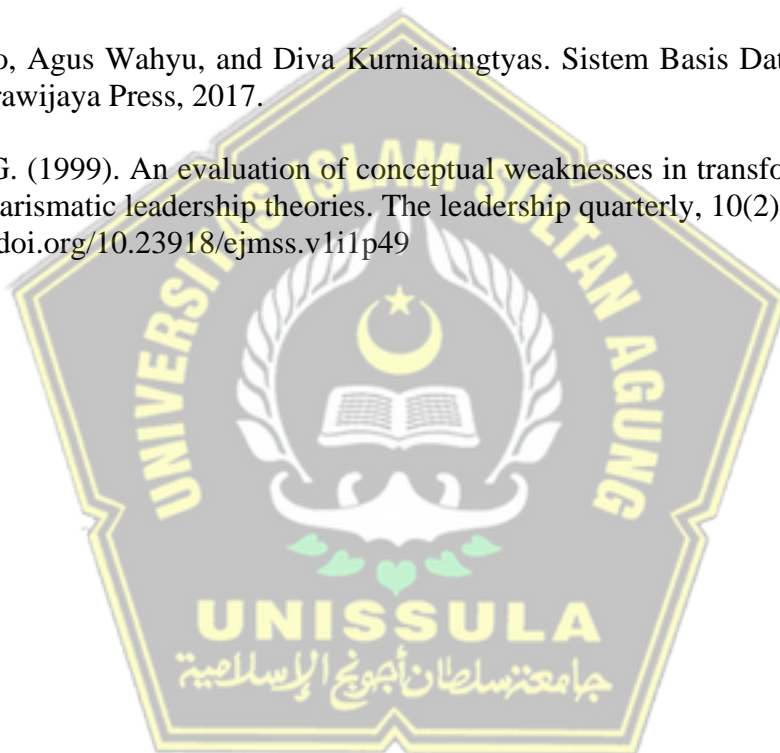 o, Agus Wahyu, and Diva Kurnianingtyas. Sistem Basis Dat
rawijaya Press, 2017.
G. (1999). An evaluation of conceptual weaknesses in transfo
arismatic leadership theories. The leadership quarterly, 10(2)
doi.org/10.23918/ejmss.v1i1p49
UNIVERSITAS ISLAM SULTAN AGUNG
UNISSULA
جامعتنسلطان أجونج الإسلامية